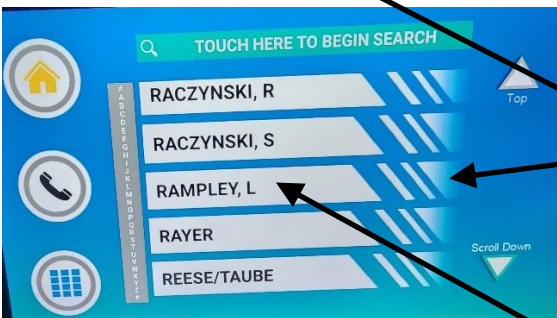 TOUCH HERE TO BEGIN SEARCH
#
A
B
C
D
E
F
G
H
I
J
K
L
M
N
O
P
Q
R
S
T
U
V
W
X
Y
Z
#
RACZYNSKI, R
RACZYNSKI, S
RAMPLEY, L
RAYER
REESE/TAUBE
Top
Scroll Down